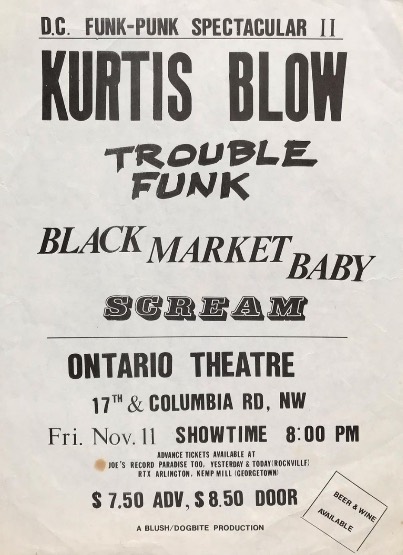 D.C. FUNK-PUNK SPECTACULAR II
KURTIS BLOW
TROUBLE
FUNK
BLACK MARKET BABY
SCREAM
ONTARIO THEATRE
17TH & COLUMBIA RD, NW
Fri. Nov. 11 SHOWTIME 8:00 PM
ADVANCE TICKETS AVAILABLE AT
JOE'S RECORD PARADISE TOO, YESTERDAY & TODAY (ROCKVILLE)
RTX ARLINGTON, KEMP MILL (GEORGETOWN)
$7.50 ADV, $8.50 DOOR
BEER & WINE
AVAILABLE
A BLUSH/DOGBITE PRODUCTION